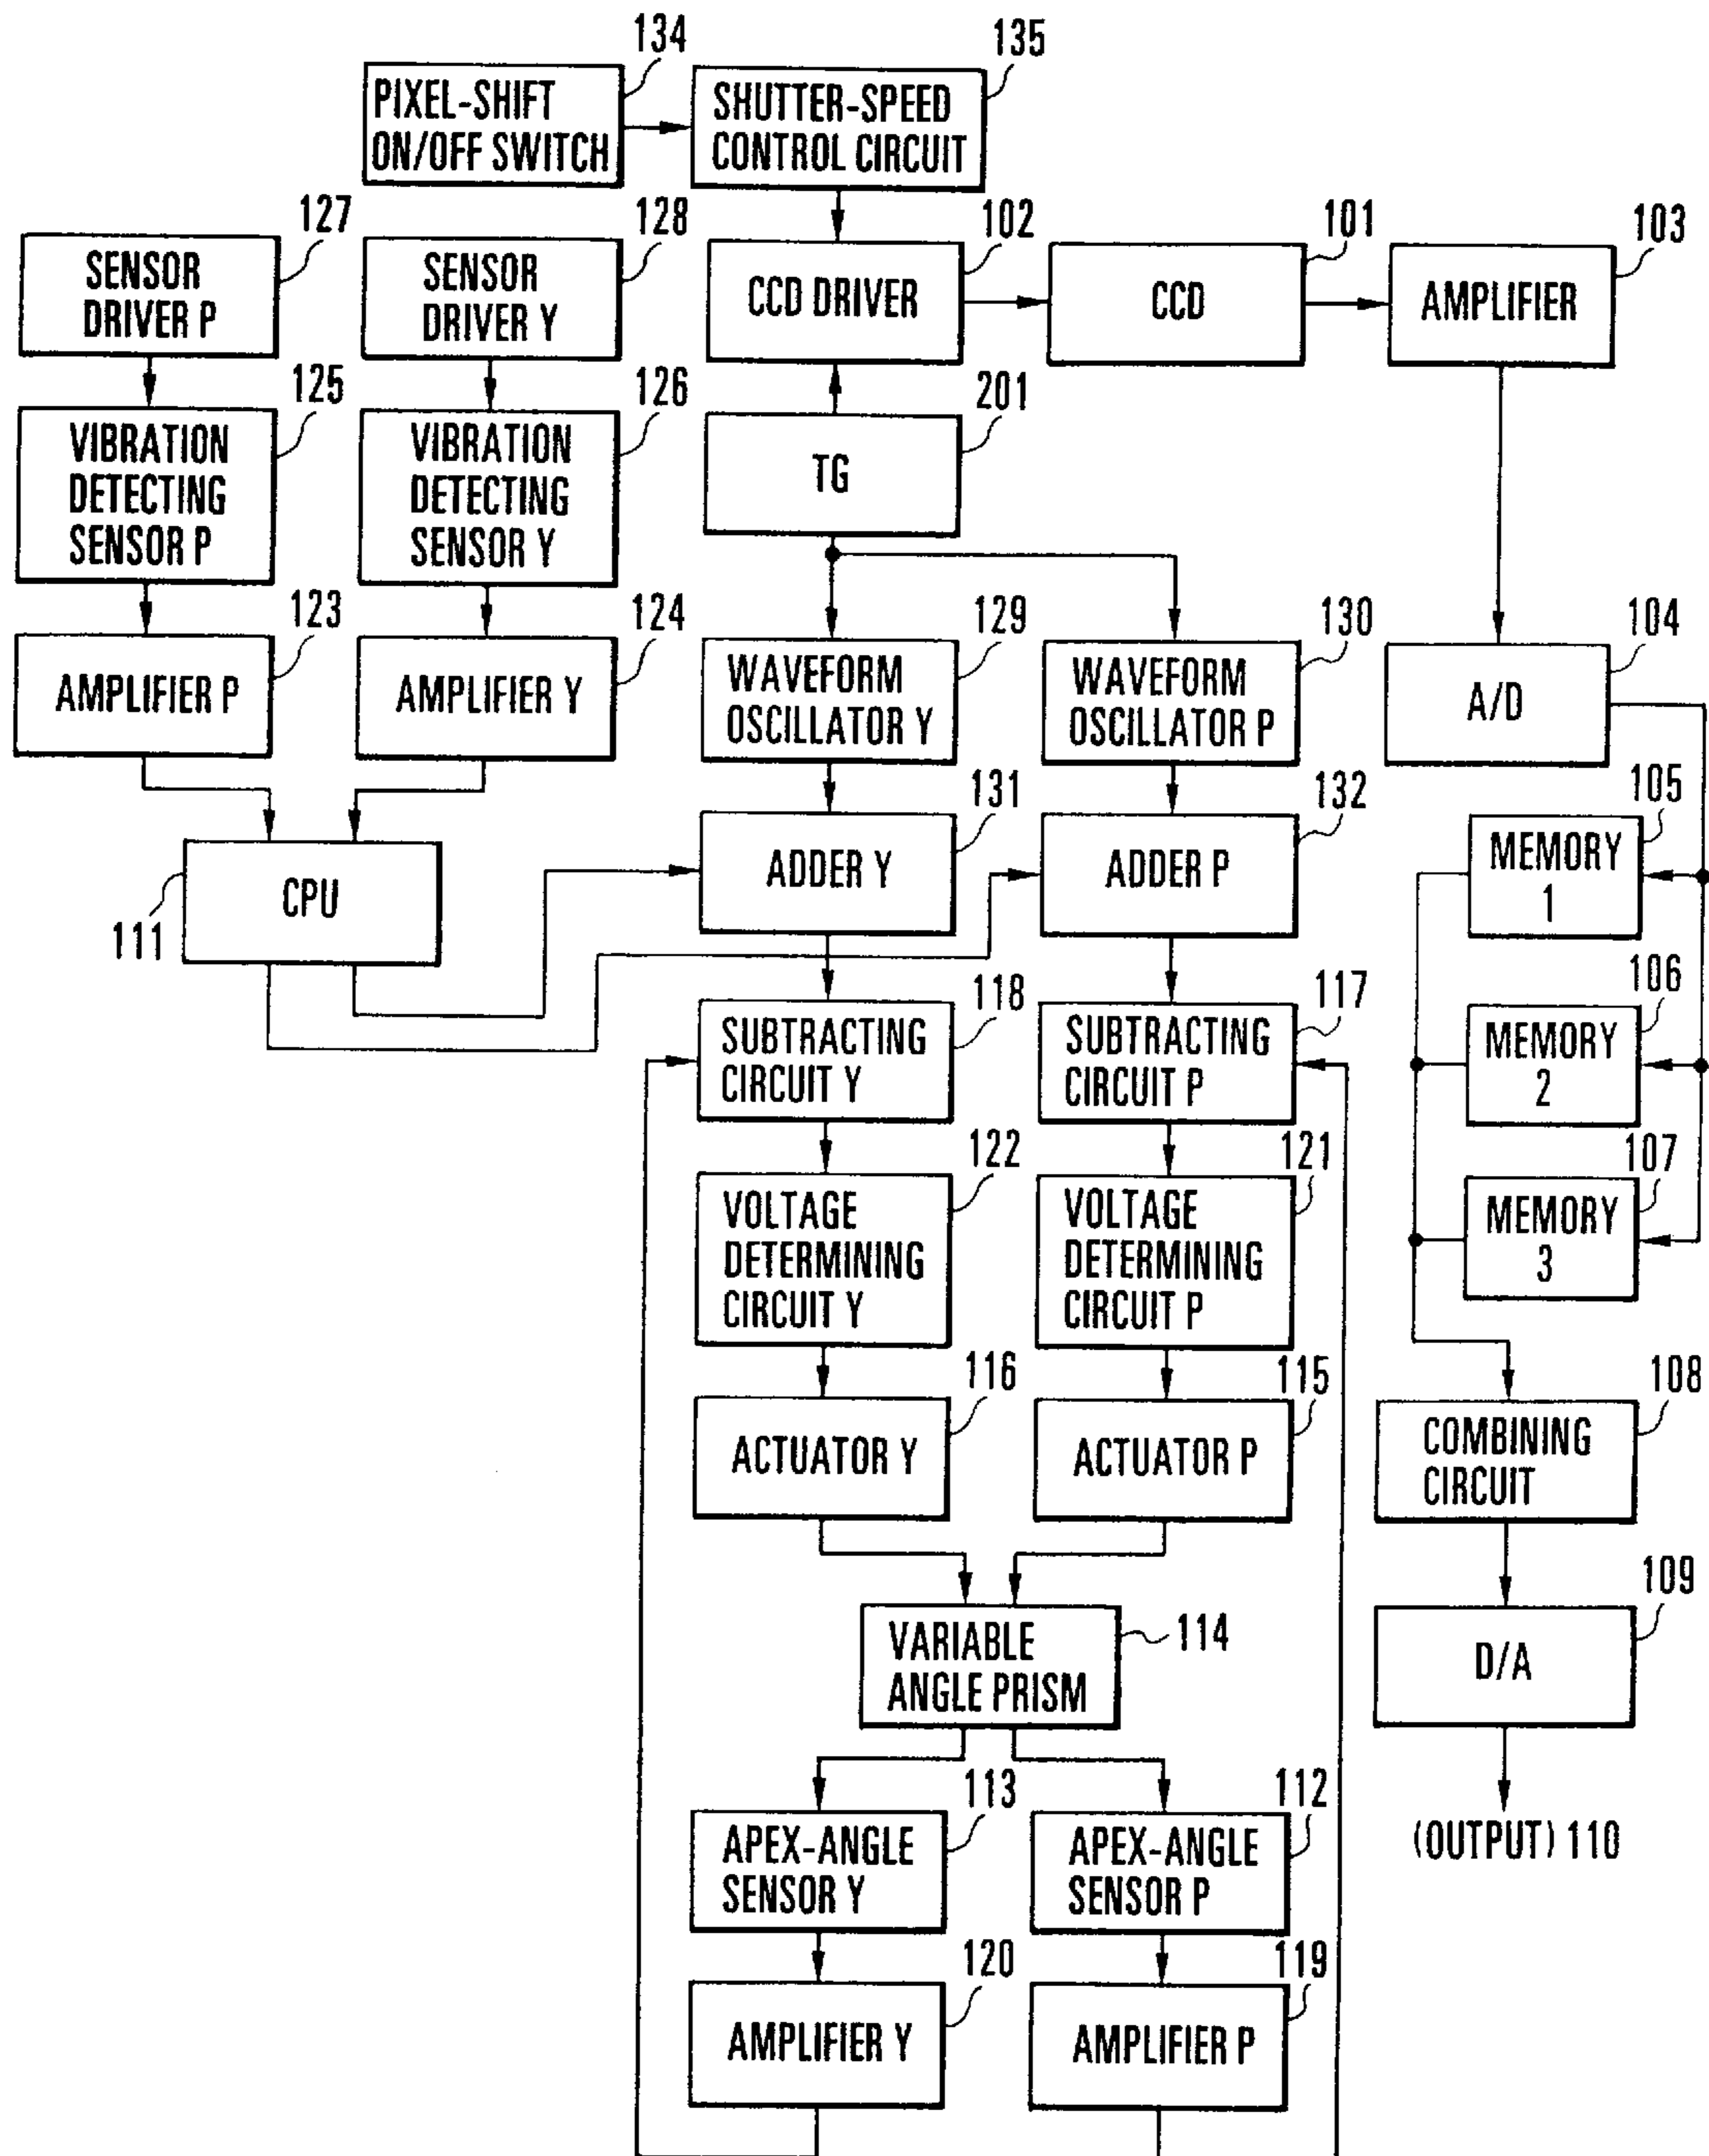 134
PIXEL-SHIFT
ON/OFF SWITCH
135
SHUTTER-SPEED
CONTROL CIRCUIT
127
SENSOR
DRIVER P
128
SENSOR
DRIVER Y
102
CCD DRIVER
101
CCD
103
AMPLIFIER
125
VIBRATION
DETECTING
SENSOR P
126
VIBRATION
DETECTING
SENSOR Y
201
TG
123
AMPLIFIER P
124
AMPLIFIER Y
129
WAVEFORM
OSCILLATOR Y
130
WAVEFORM
OSCILLATOR P
104
A/D
111
CPU
131
ADDER Y
132
ADDER P
105
MEMORY
1
118
SUBTRACTING
CIRCUIT Y
117
SUBTRACTING
CIRCUIT P
106
MEMORY
2
122
VOLTAGE
DETERMINING
CIRCUIT Y
121
VOLTAGE
DETERMINING
CIRCUIT P
107
MEMORY
3
116
ACTUATOR Y
115
ACTUATOR P
108
COMBINING
CIRCUIT
114
VARIABLE
ANGLE PRISM
109
D/A
113
APEX-ANGLE
SENSOR Y
112
APEX-ANGLE
SENSOR P
(OUTPUT) 110
120
AMPLIFIER Y
119
AMPLIFIER P